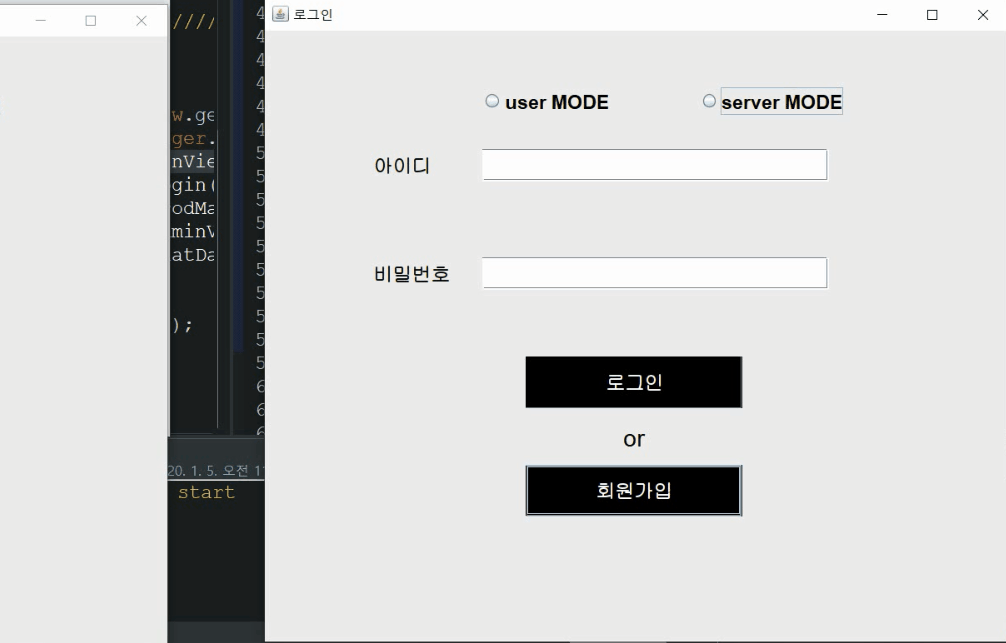 로그인
user MODE
server MODE
아이디
비밀번호
로그인
or
회원가입
////
w.ge
ger.
nVie
gin(
odMa
minV
atDa
);
20. 1. 5. 오전 1
start